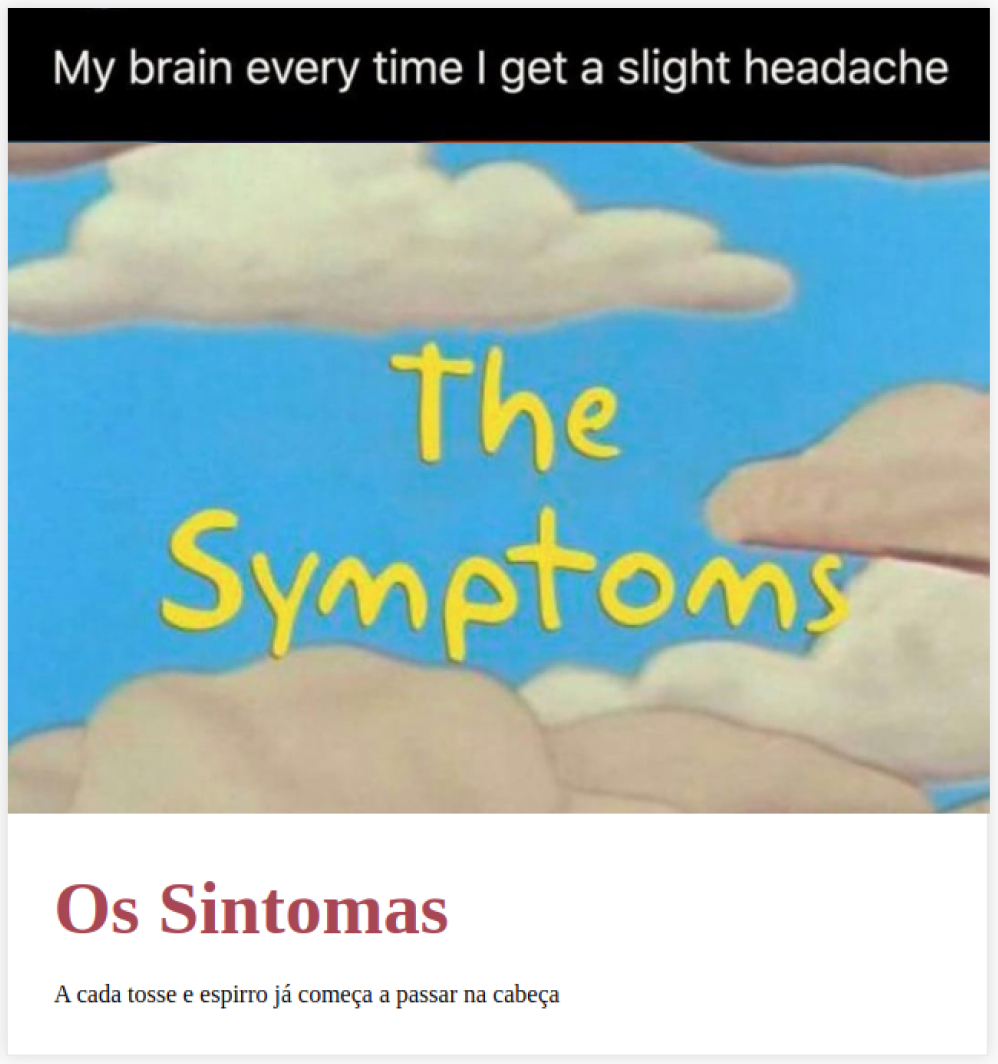 My brain every time I get a slight headache
The
Symptoms
Os Sintomas
A cada tosse e espirro já começa a passar na cabeça